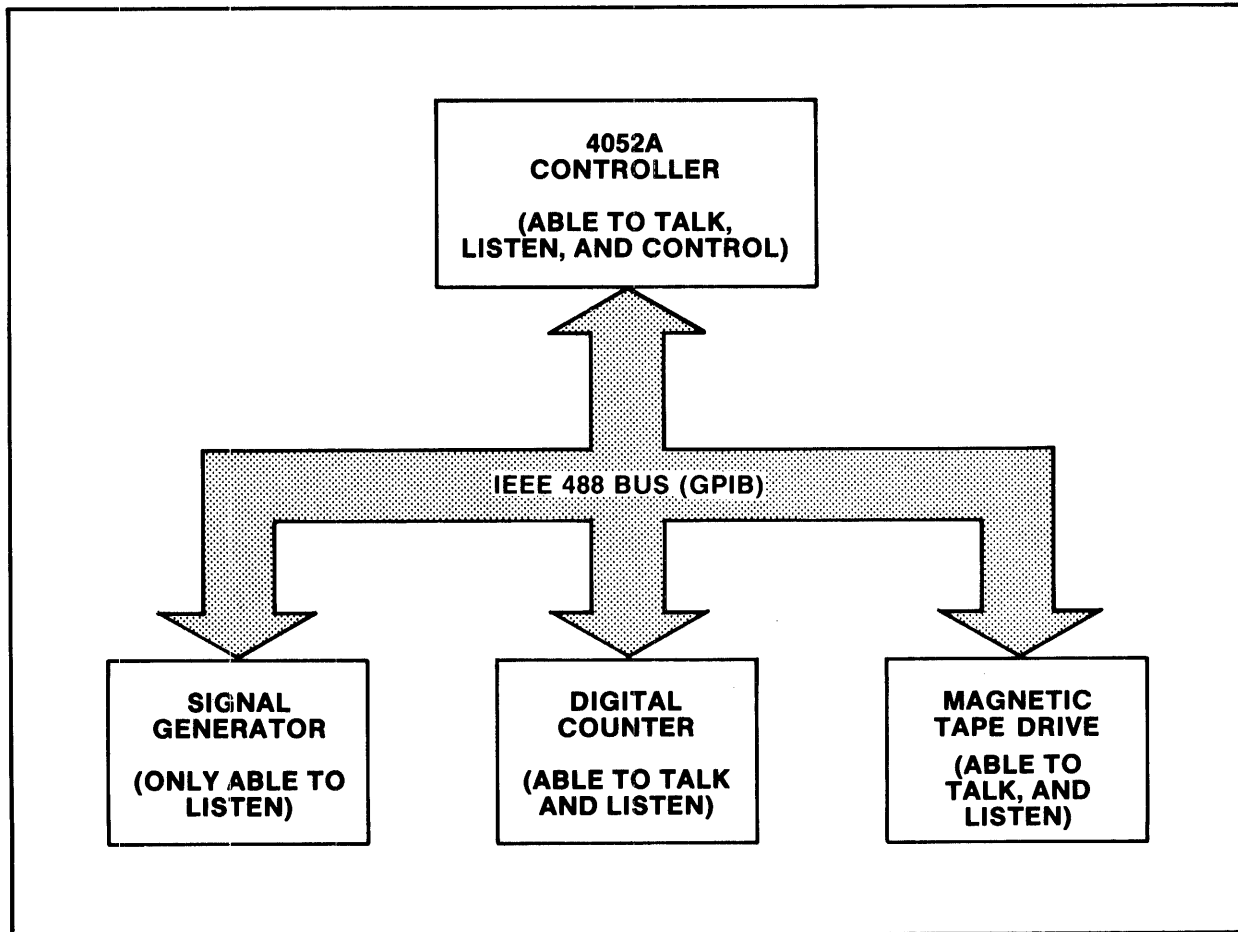 4052A
CONTROLLER
(ABLE TO TALK,
LISTEN, AND CONTROL)
IEEE 488 BUS (GPIB)
SIGNAL
GENERATOR
(ONLY ABLE TO
LISTEN)
DIGITAL
COUNTER
(ABLE TO TALK
AND LISTEN)
MAGNETIC
TAPE DRIVE
(ABLE TO
TALK, AND
LISTEN)